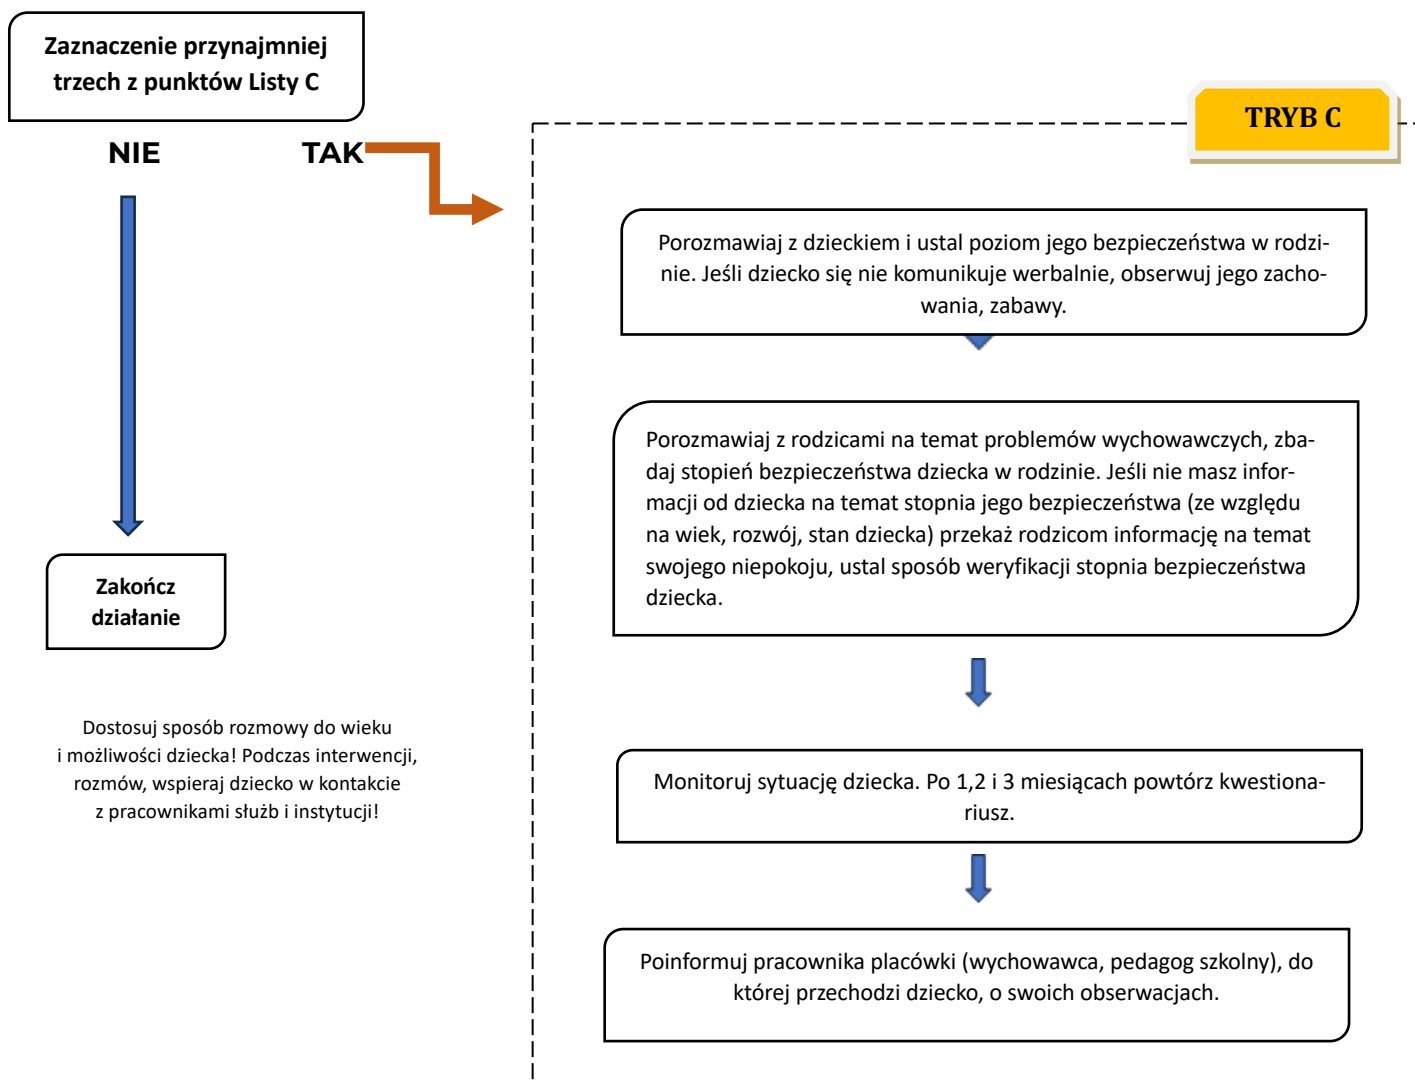 Zaznaczenie przynajmniej
trzech z punktów Listy C
NIE
TAK
Zakończ
działanie
Dostosuj sposób rozmowy do wieku
i możliwości dziecka! Podczas interwencji,
rozmów, wspieraj dziecko w kontakcie
z pracownikami służb i instytucji!
TRYB C
Porozmawiaj z dzieckiem i ustal poziom jego bezpieczeństwa w rodzi-
nie. Jeśli dziecko się nie komunikuje werbalnie, obserwuj jego zacho-
wania, zabawy.
Porozmawiaj z rodzicami na temat problemów wychowawczych, zba-
daj stopień bezpieczeństwa dziecka w rodzinie. Jeśli nie masz infor-
macji od dziecka na temat stopnia jego bezpieczeństwa (ze względu
na wiek, rozwój, stan dziecka) przekaż rodzicom informację na temat
swojego niepokoju, ustal sposób weryfikacji stopnia bezpieczeństwa
dziecka.
Monitoruj sytuację dziecka. Po 1,2 i 3 miesiącach powtórz kwestiona-
riusz.
Poinformuj pracownika placówki (wychowawca, pedagog szkolny), do
której przechodzi dziecko, o swoich obserwacjach.